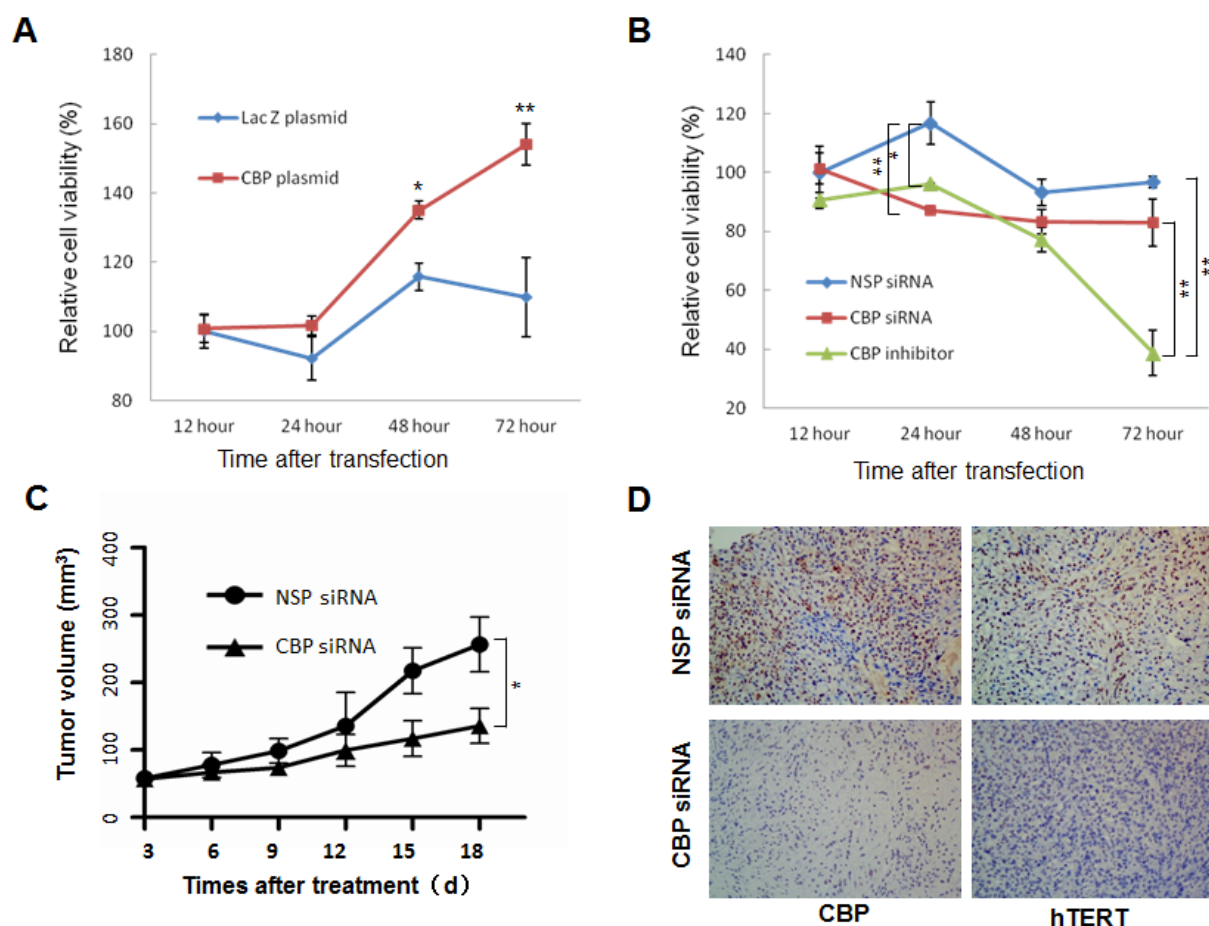 A
Relative cell viability (%)
180
160
140
120
100
80
Lac Z plasmid
CBP plasmid
*
**
12 hour
24 hour
48 hour
72 hour
Time after transfection
B
Relative cell viability (%)
140
120
100
80
60
40
20
**
*
**
**
NSP siRNA
CBP siRNA
CBP inhibitor
12 hour
24 hour
48 hour
72 hour
Time after transfection
C
Tumor volume (mm³)
400
300
200
100
0
NSP siRNA
CBP siRNA
*
3
6
9
12
15
18
Times after treatment (d)
D
NSP siRNA
CBP siRNA
CBP
hTERT